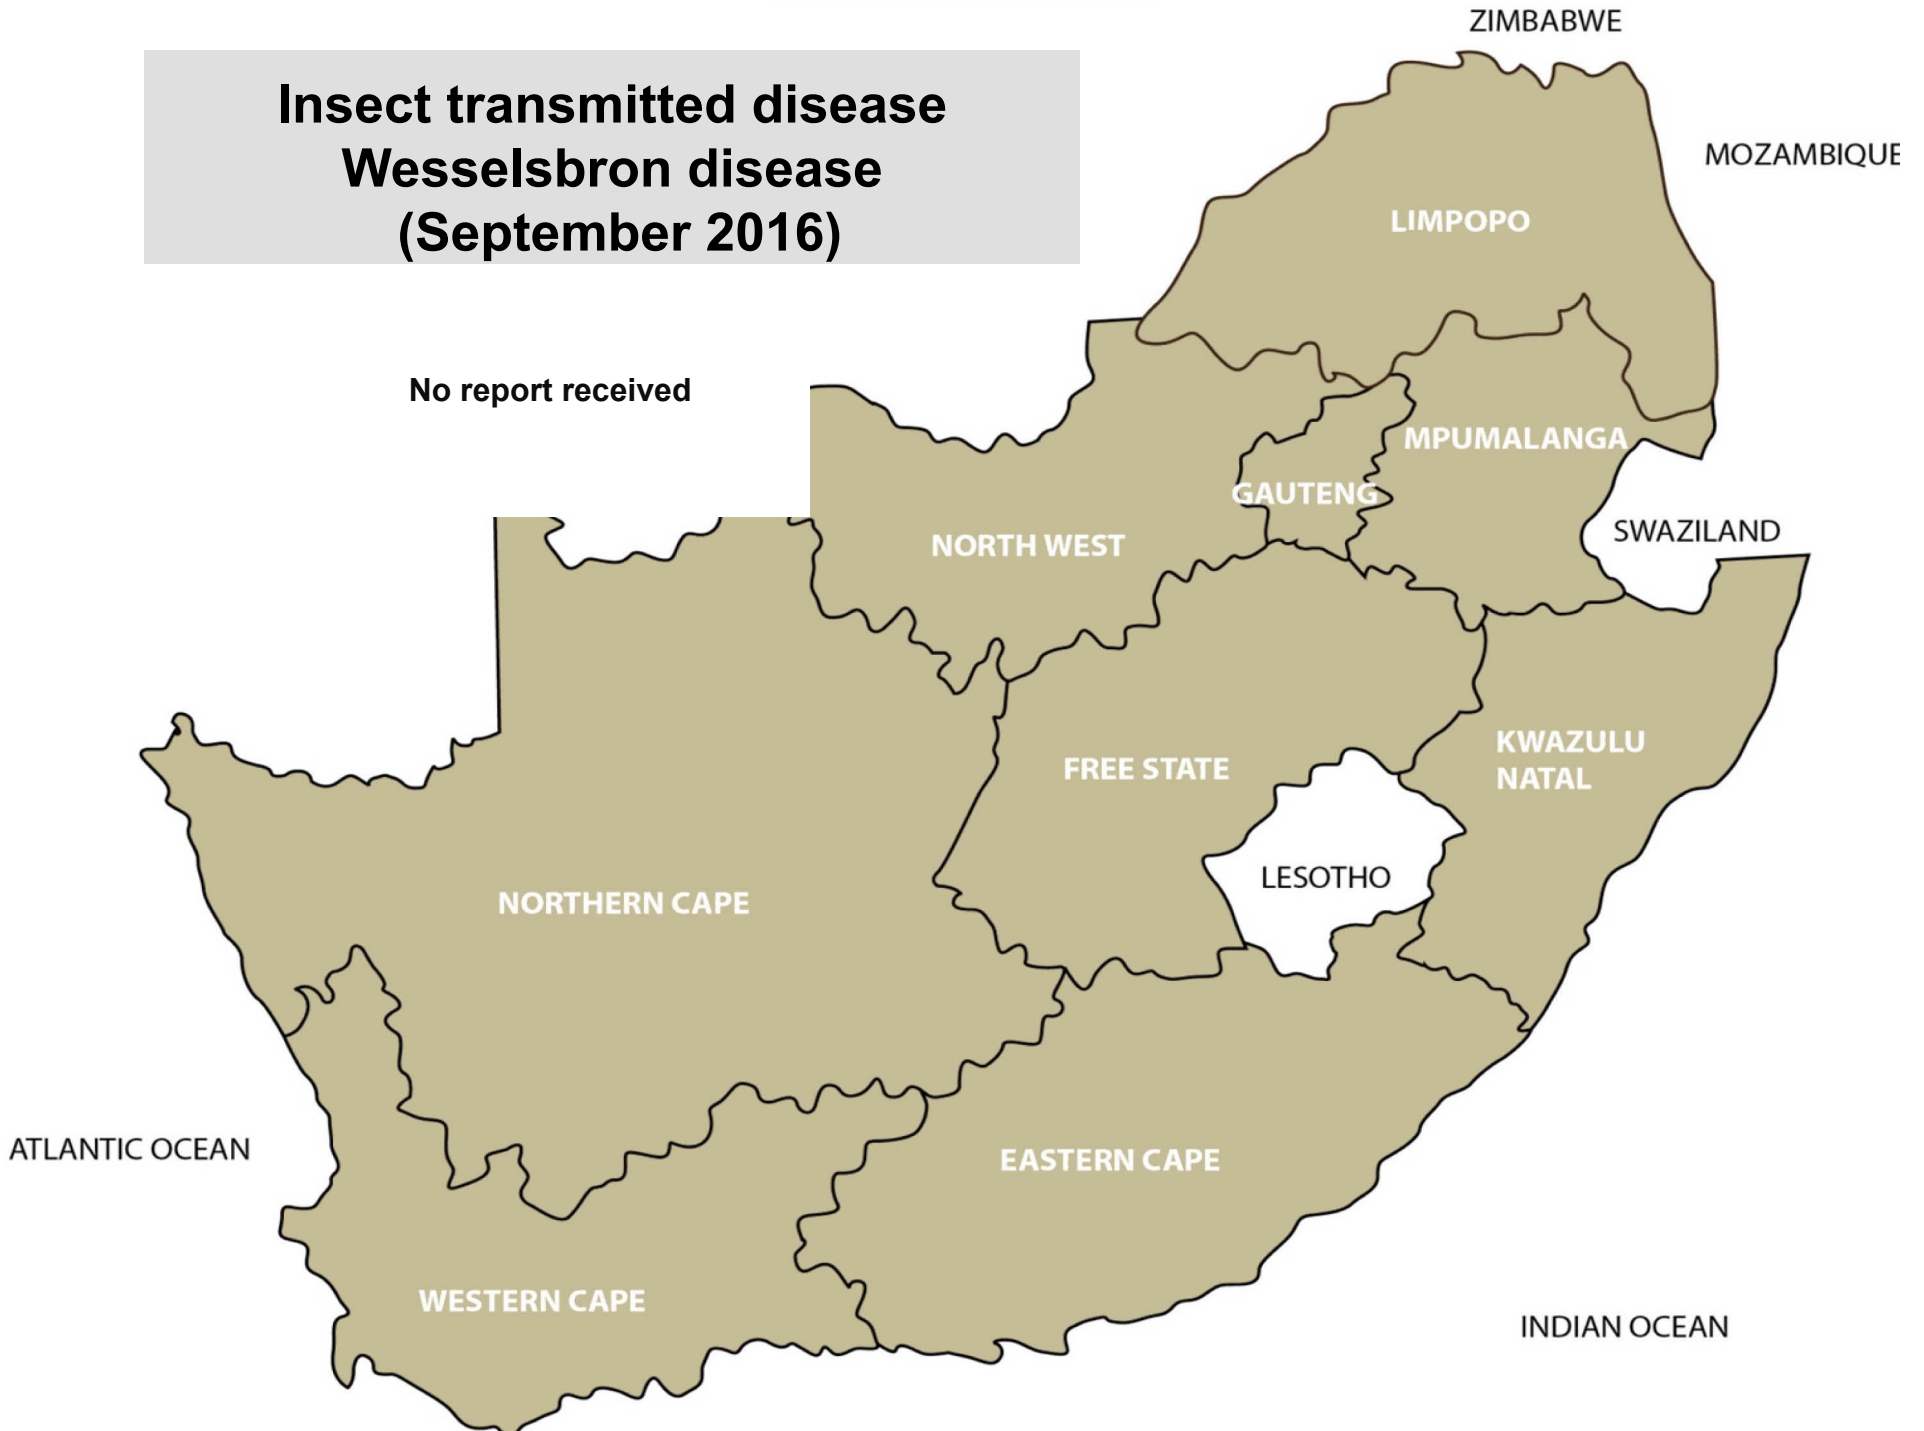 ZIMBABWE
Insect transmitted disease
Wesselsbron disease
(September 2016)
MOZAMBIQUE
LIMPOPO
No report received
MPUMALANGA
GAUTENG
SWAZILAND
NORTH WEST
KWAZULU
NATAL
FREE STATE
LESOTHO
NORTHERN CAPE
ATLANTIC OCEAN
EASTERN CAPE
WESTERN CAPE
INDIAN OCEAN